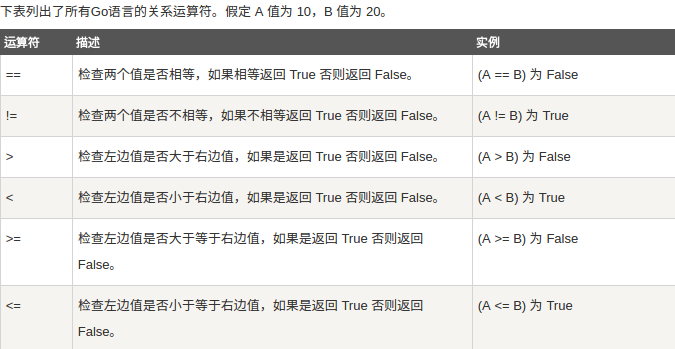 下表列出了所有Go语言的关系运算符。假定 A 值为 10，B 值为 20。
运算符 描述 实例
== 检查两个值是否相等，如果相等返回 True 否则返回 False。 (A == B) 为 False
!= 检查两个值是否不相等，如果不相等返回 True 否则返回 False。 (A != B) 为 True
> 检查左边值是否大于右边值，如果是返回 True 否则返回 False。 (A > B) 为 False
< 检查左边值是否小于右边值，如果是返回 True 否则返回 False。 (A < B) 为 True
>= 检查左边值是否大于等于右边值，如果是返回 True 否则返回 (A >= B) 为 False
False。
<= 检查左边值是否小于等于右边值，如果是返回 True 否则返回 (A <= B) 为 True
False。